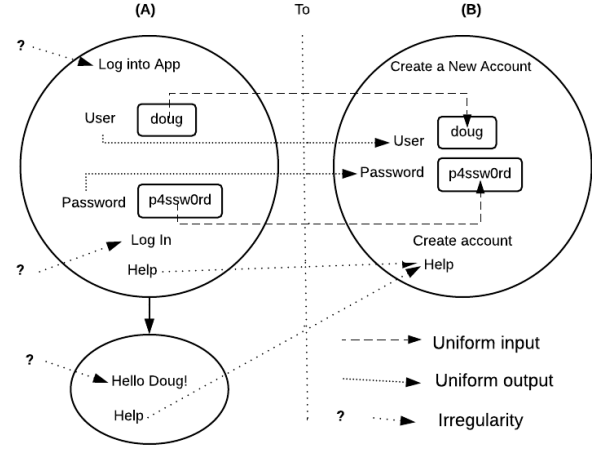 (A) To (B)
?
Log into App
Create a New Account
User doug
User doug
Password p4ssw0rd
Password p4ssw0rd
Log In
Create account
?
Help
Help
?
Hello Doug!
Help
Uniform input
Uniform output
? Irregularity